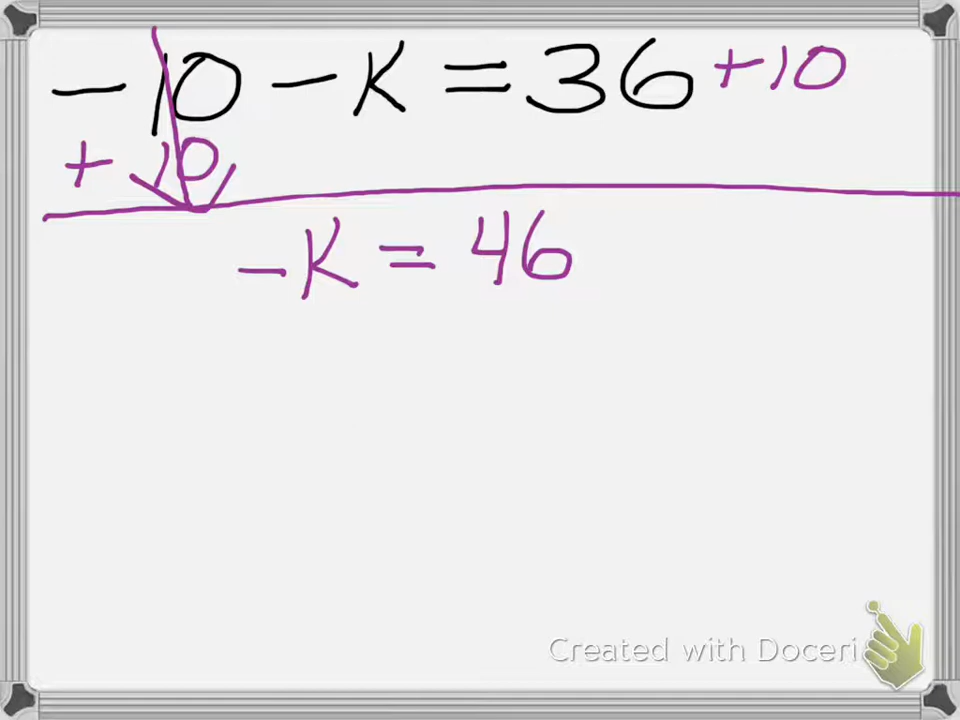 -10 - K = 36 +10
+ 10
-K = 46
Created with Doceri